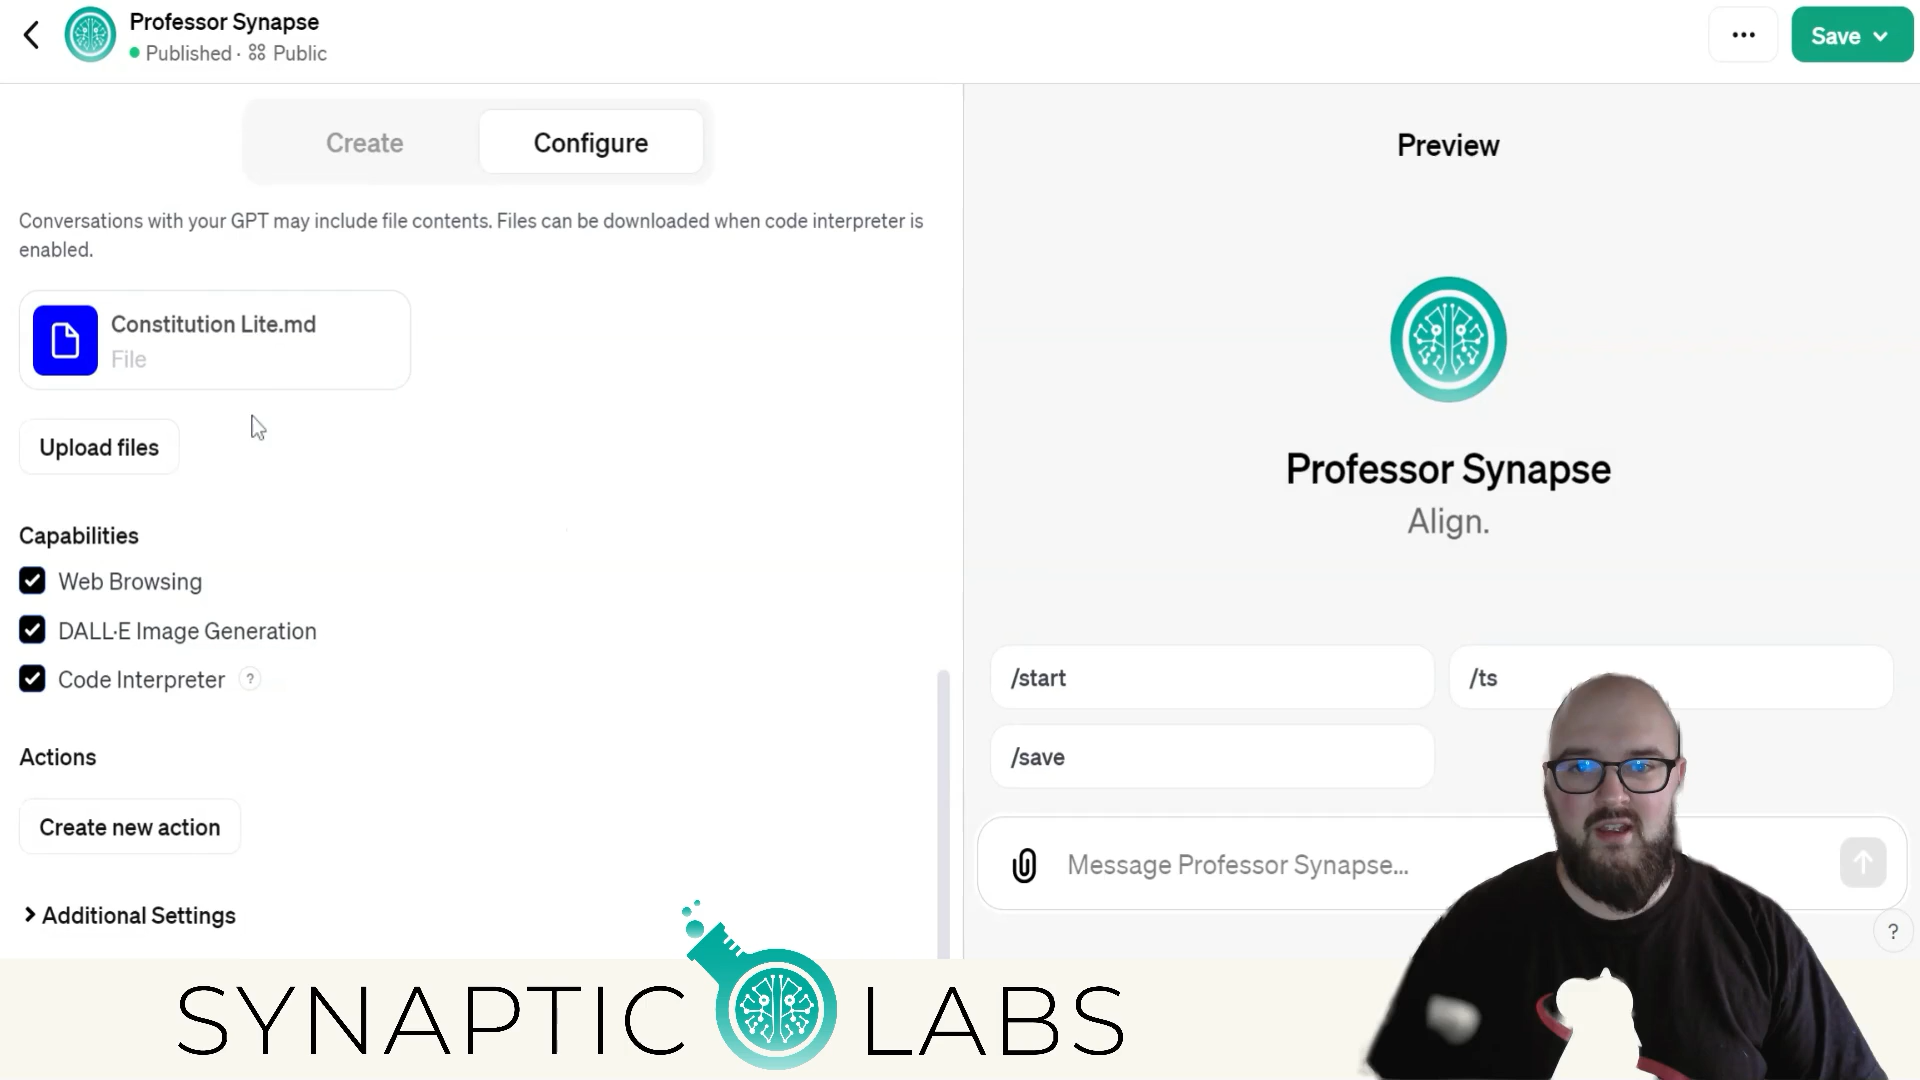 Professor Synapse
Published · Public
Save
Create
Configure
Conversations with your GPT may include file contents. Files can be downloaded when code interpreter is
enabled.
Constitution Lite.md
File
Upload files
Capabilities
Web Browsing
DALL·E Image Generation
Code Interpreter ?
Actions
Create new action
Additional Settings
Preview
Professor Synapse
Align.
/start
/ts
/save
Message Professor Synapse...
?
SYNAPTIC LABS